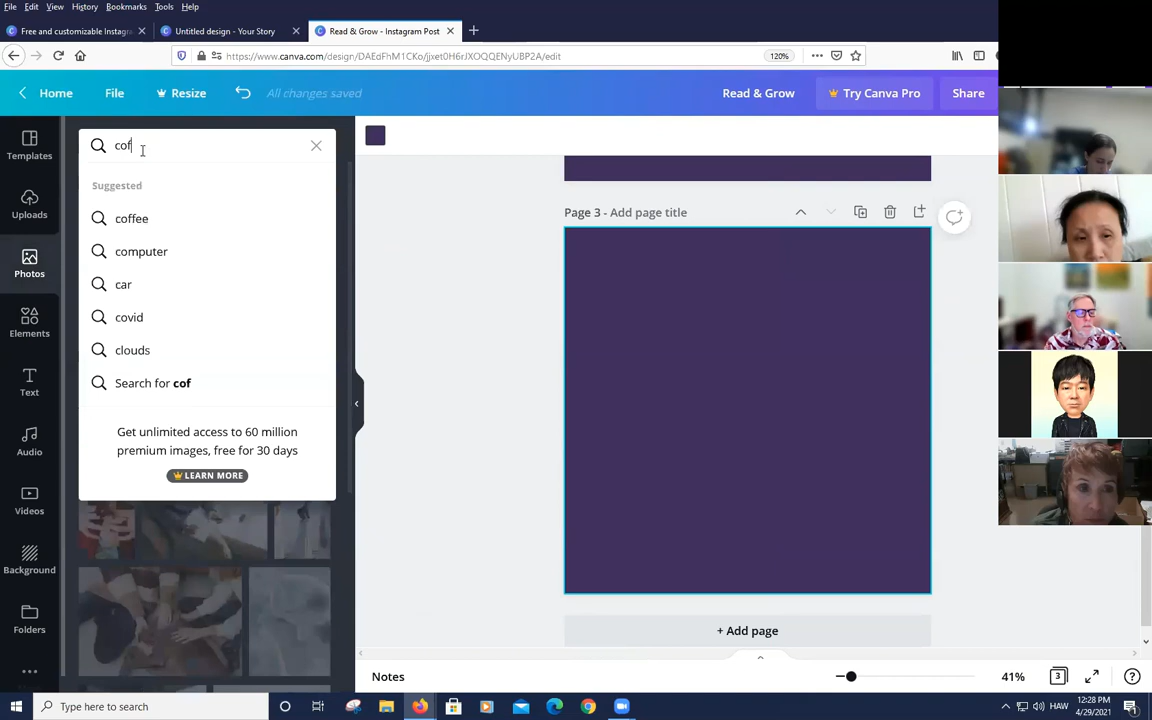 File Edit View History Bookmarks Tools Help
Free and customizable Instagra
Untitled design - Your Story
Read & Grow - Instagram Post
https://www.canva.com/design/DAEdFhM1CKo/jjxet0H6rJXOQQENyUBP2A/edit
120%
Home
File
Resize
All changes saved
Read & Grow
Try Canva Pro
Share
Templates
Uploads
Photos
Elements
Text
Audio
Videos
Background
Folders
cof
Suggested
coffee
computer
car
covid
clouds
Search for cof
Get unlimited access to 60 million
premium images, free for 30 days
LEARN MORE
Page 3 - Add page title
+ Add page
Notes
41%
3
Type here to search
HAW
12:28 PM
4/29/2021
1